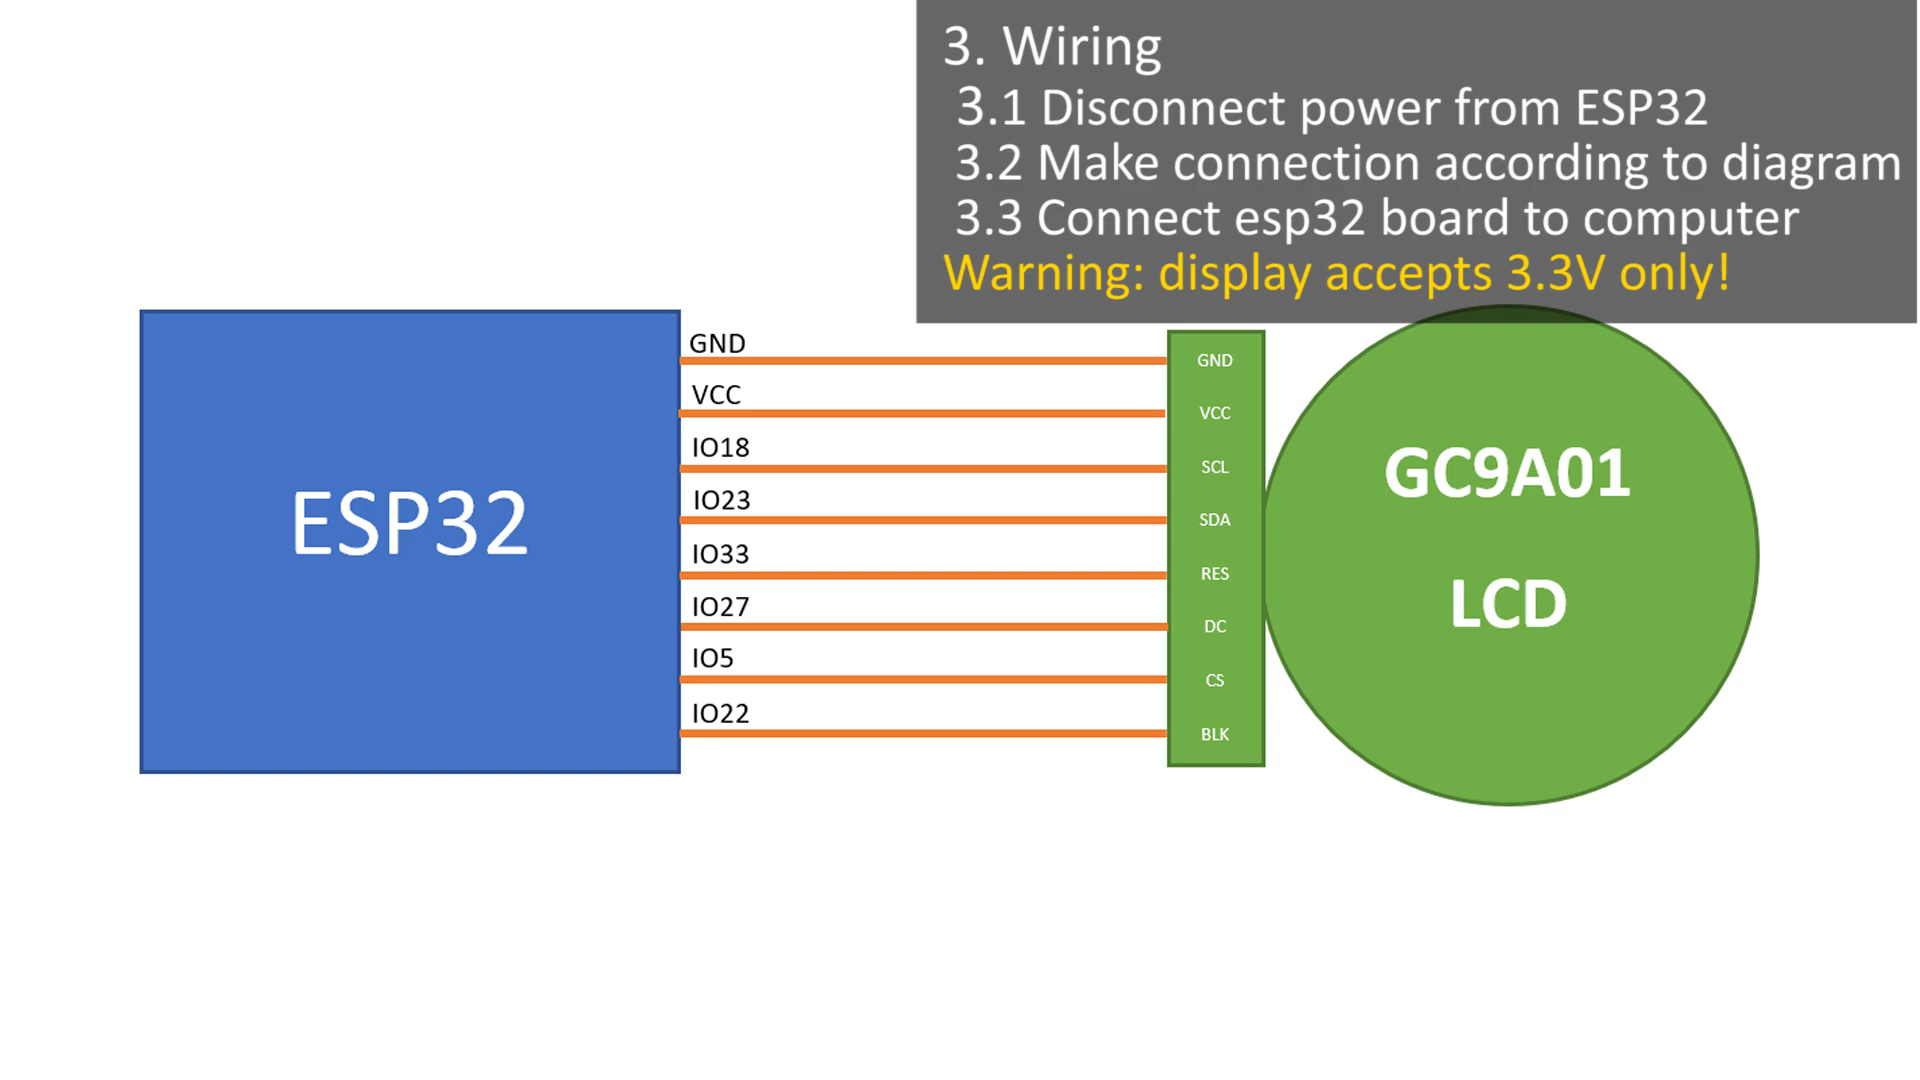 3. Wiring
3.1 Disconnect power from ESP32
3.2 Make connection according to diagram
3.3 Connect esp32 board to computer
Warning: display accepts 3.3V only!
ESP32
GND
VCC
IO18
IO23
IO33
IO27
IO5
IO22
GND
VCC
SCL
SDA
RES
DC
CS
BLK
GC9A01
LCD